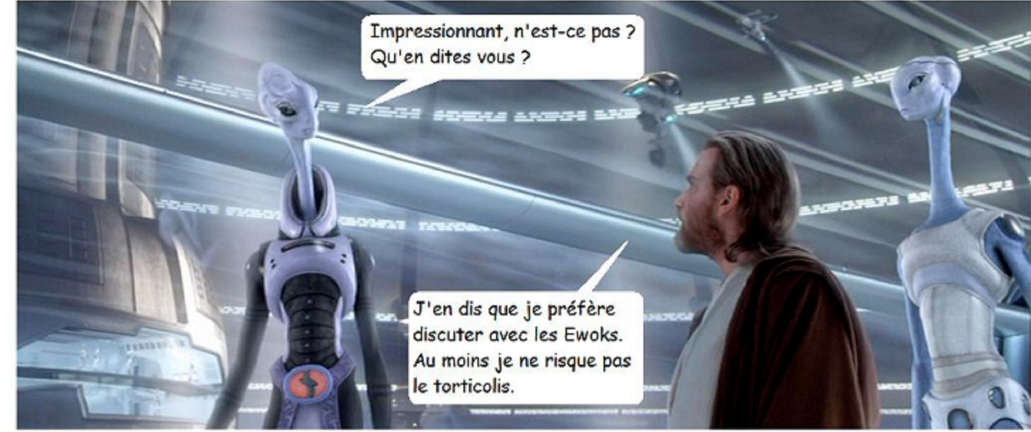 Impressionnant, n'est-ce pas ?
Qu'en dites vous ?
J'en dis que je préfère
discuter avec les Ewoks.
Au moins je ne risque pas
le torticolis.